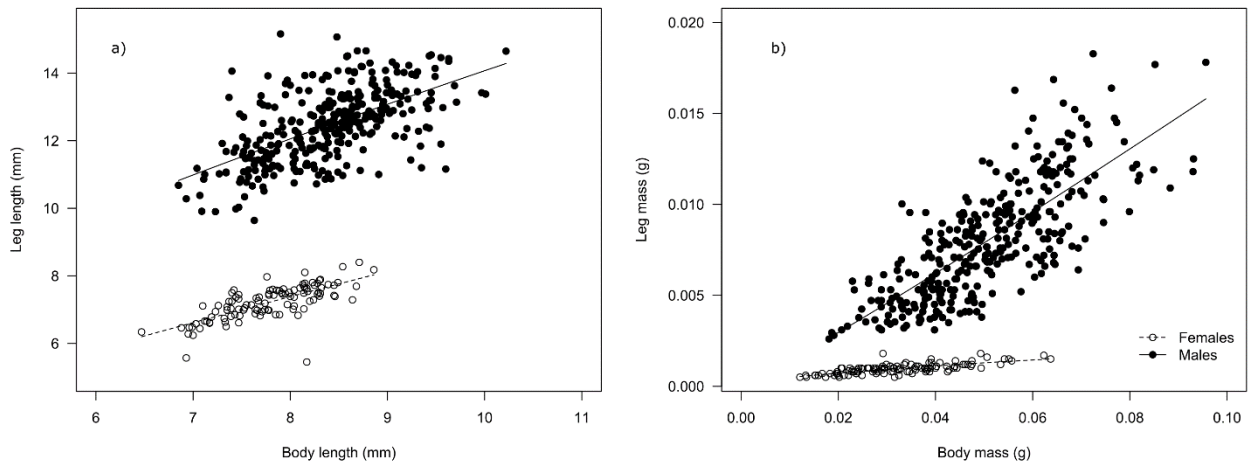 a)
14
12
10
8
6
Leg length (mm)
6
7
8
9
10
11
Body length (mm)
b)
0.020
0.015
0.010
0.005
0.000
Leg mass (g)
Females
Males
0.00
0.02
0.04
0.06
0.08
0.10
Body mass (g)